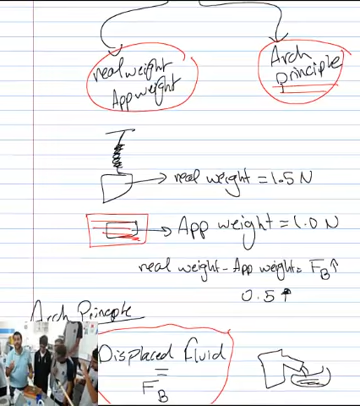 real weight
App weight
Arch
principle
real weight = 1.5 N
App weight = 1.0 N
real weight - App weight = FB↑
0.5↑
Arch Principle
Displaced Fluid
=
FB